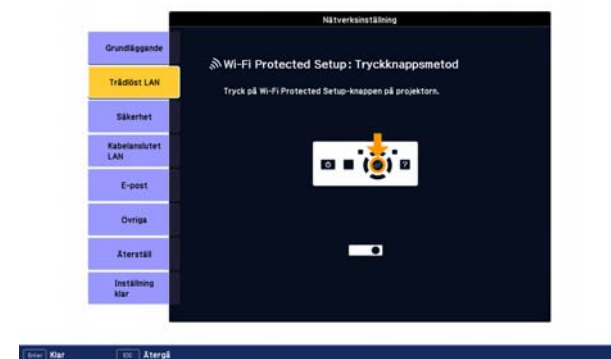 Nätverksinställning
Grundläggande
Trådlöst LAN
Säkerhet
Kabelanslutet
LAN
E-post
Övriga
Återställ
Inställning
klar
Wi-Fi Protected Setup: Tryckknappsmetod
Tryck på Wi-Fi Protected Setup-knappen på projektorn.
?
Enter Klar
ESC Återgå